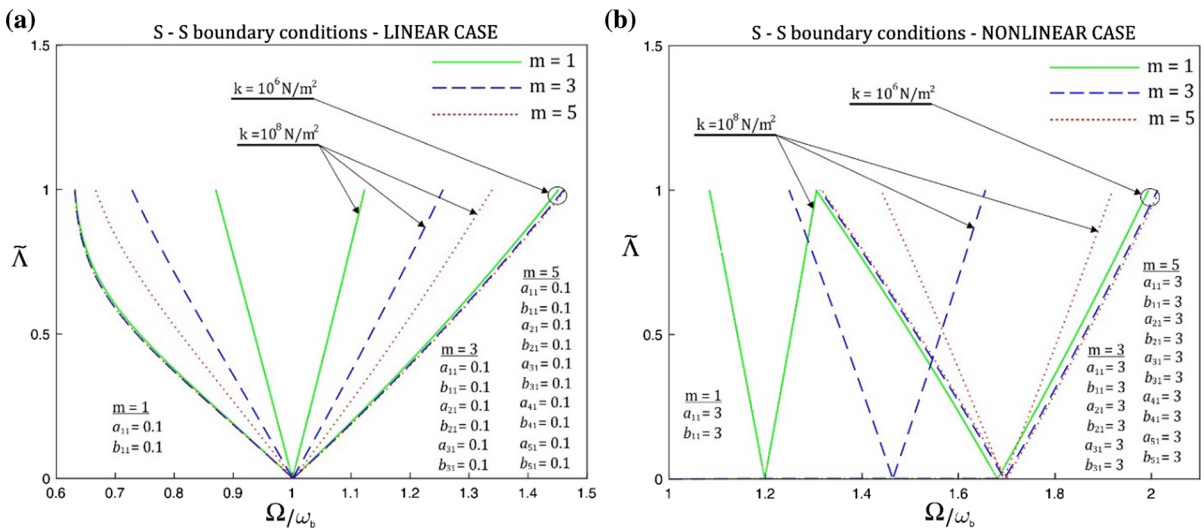 (a)
S - S boundary conditions - LINEAR CASE
1.5
1
0.5
0
Λ̃
k = 10⁶ N/m²
k =10⁸ N/m²
m = 1
m = 3
m = 5
m = 1
a₁₁= 0.1
b₁₁= 0.1
m = 3
a₁₁= 0.1
b₁₁= 0.1
a₂₁= 0.1
b₂₁= 0.1
a₃₁= 0.1
b₃₁= 0.1
m = 5
a₁₁= 0.1
b₁₁= 0.1
a₂₁= 0.1
b₂₁= 0.1
a₃₁= 0.1
b₃₁= 0.1
a₄₁= 0.1
b₄₁= 0.1
a₅₁= 0.1
b₅₁= 0.1
0.6 0.7 0.8 0.9 1 1.1 1.2 1.3 1.4 1.5
Ω/ω_b
(b)
S - S boundary conditions - NONLINEAR CASE
1.5
1
0.5
0
Λ̃
k = 10⁶ N/m²
k =10⁸ N/m²
m = 1
m = 3
m = 5
m = 1
a₁₁= 3
b₁₁= 3
m = 3
a₁₁= 3
b₁₁= 3
a₂₁= 3
b₂₁= 3
a₃₁= 3
b₃₁= 3
m = 5
a₁₁= 3
b₁₁= 3
a₂₁= 3
b₂₁= 3
a₃₁= 3
b₃₁= 3
a₄₁= 3
b₄₁= 3
a₅₁= 3
b₅₁= 3
1 1.2 1.4 1.6 1.8 2
Ω/ω_b